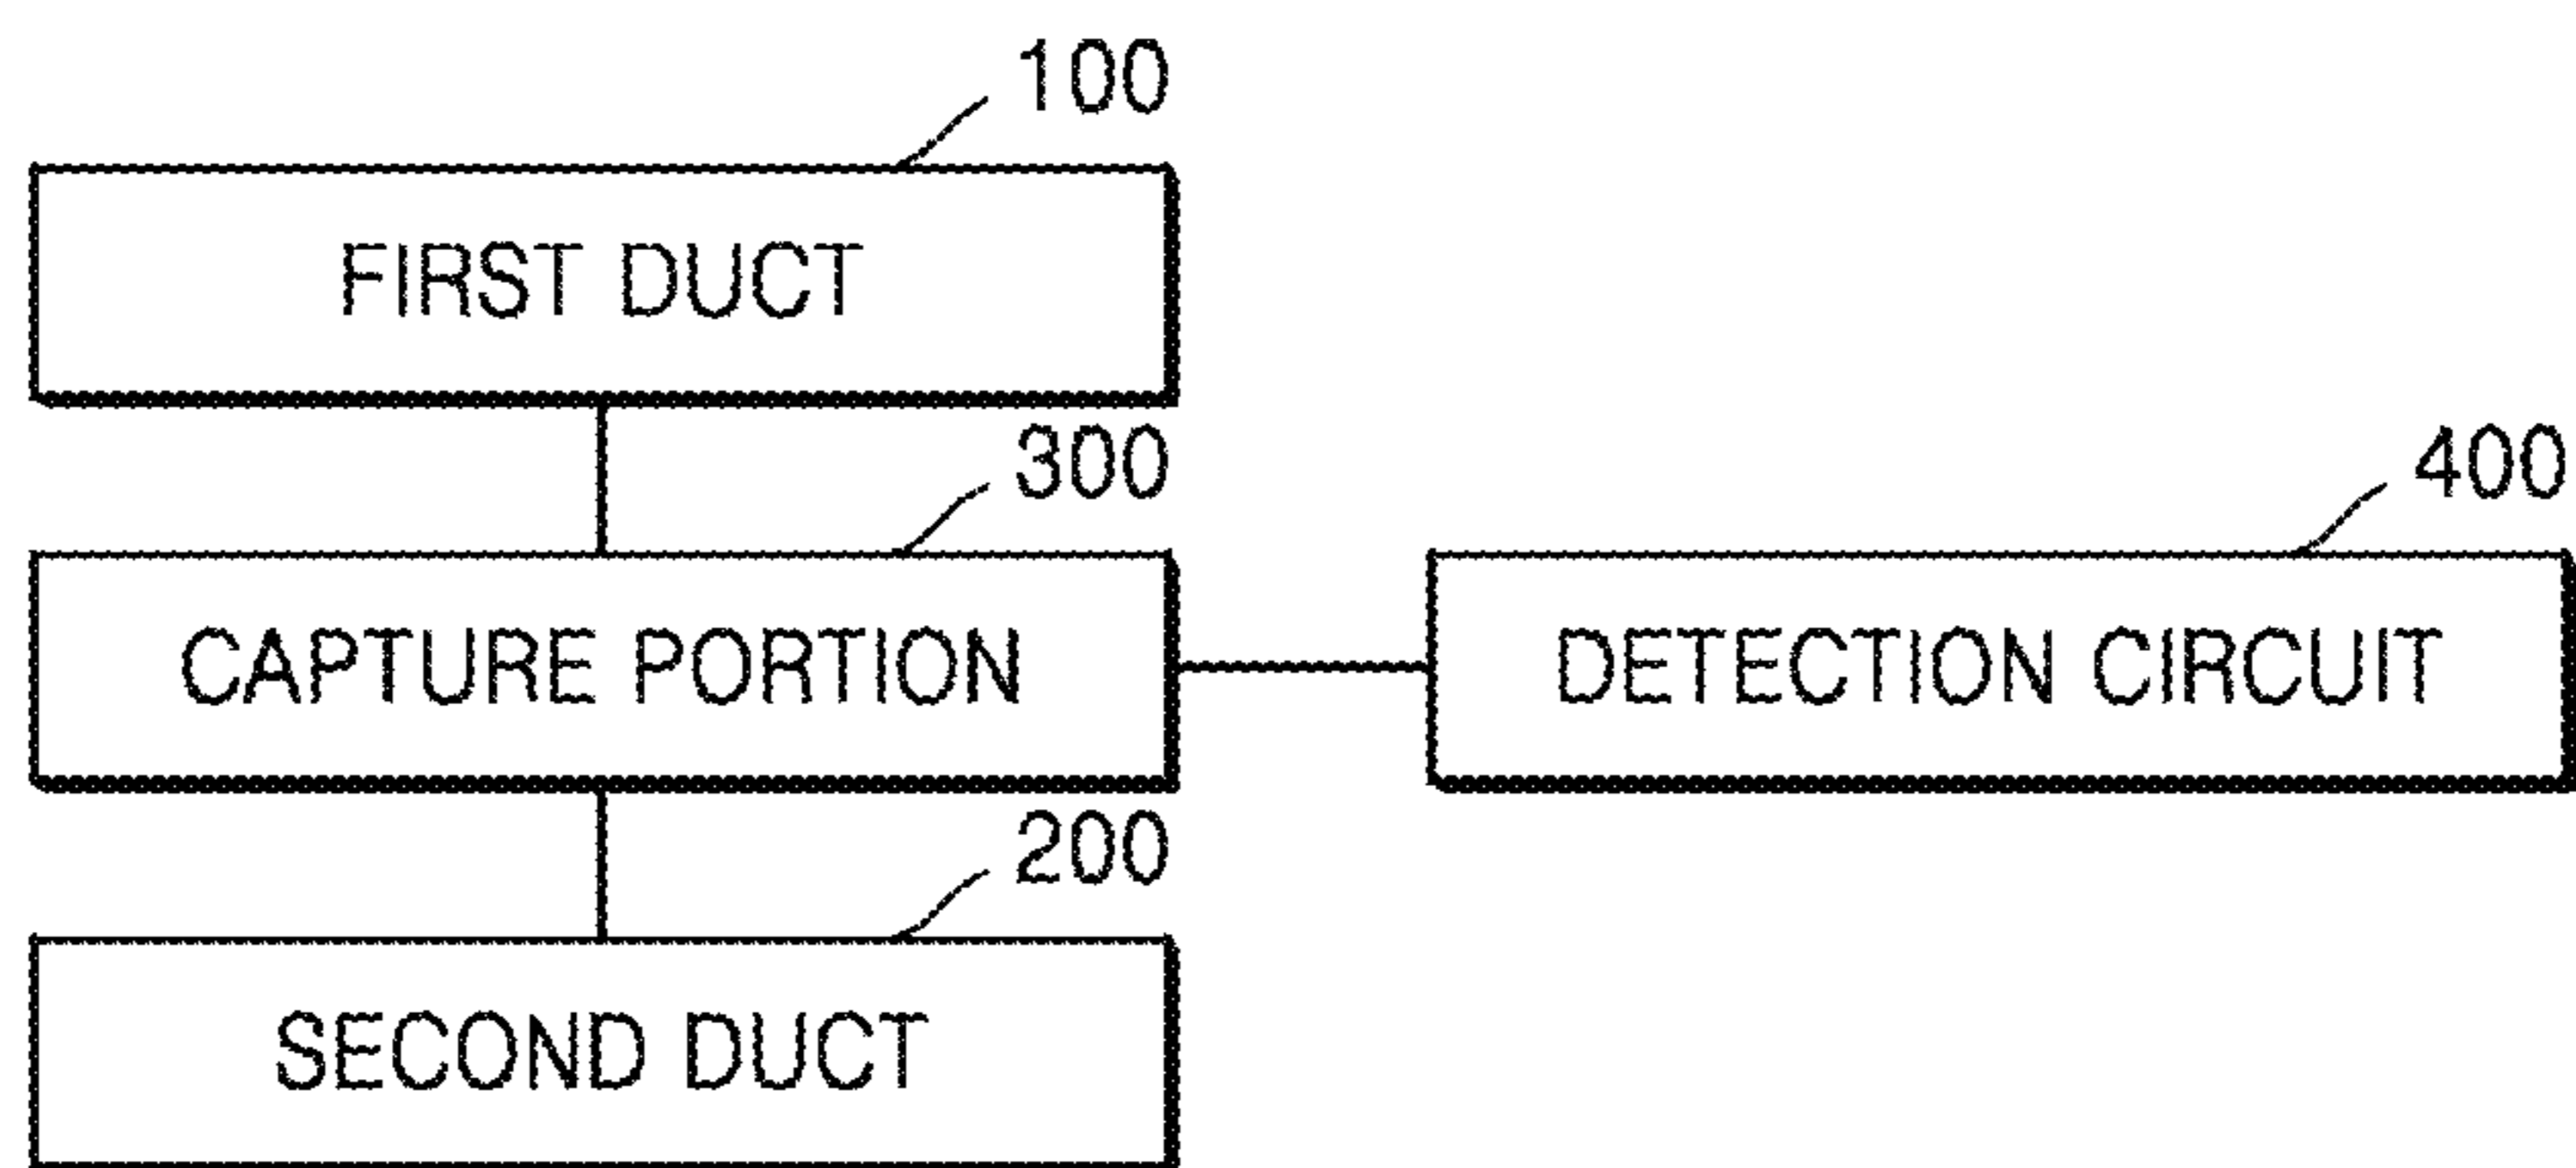 100
FIRST DUCT
300
400
CAPTURE PORTION
DETECTION CIRCUIT
200
SECOND DUCT